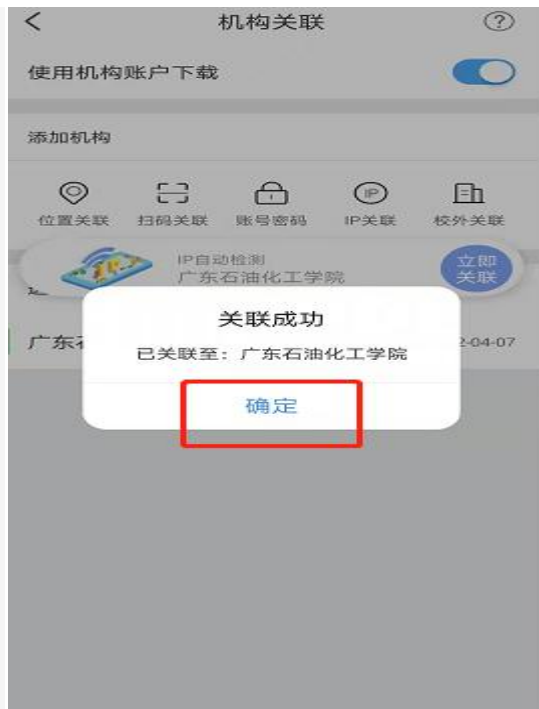 机构关联
使用机构账户下载
添加机构
位置关联 扫码关联 账号密码 IP关联 校外关联
IP自动检测
广东石油化工学院
立即
关联
关联成功
广东
2-04-07
已关联至：广东石油化工学院
确定